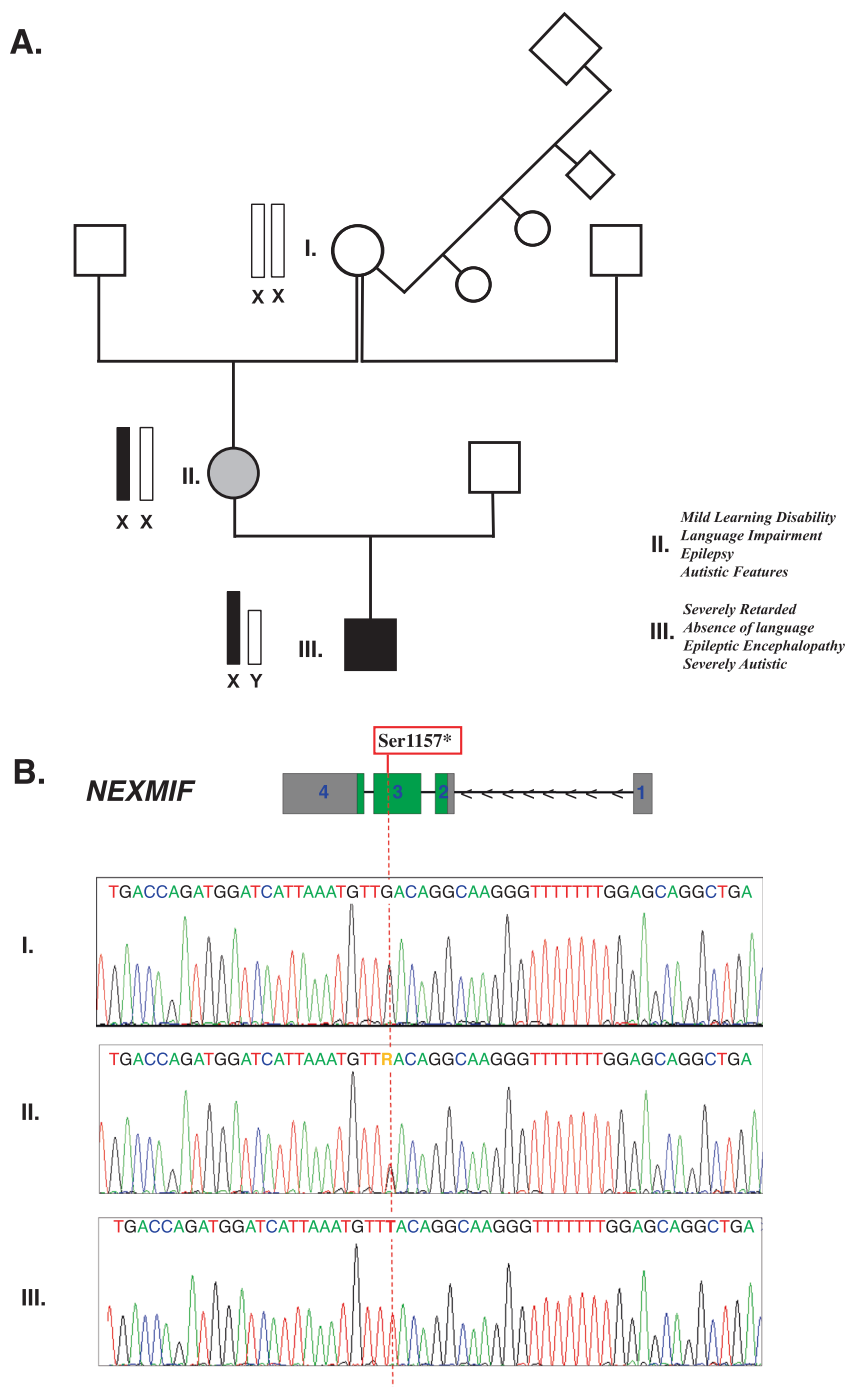 A.
I.
X X
II.
X X
II.
Mild Learning Disability
Language Impairment
Epilepsy
Autistic Features
III.
X Y
III.
Severely Retarded
Absence of language
Epileptic Encephalopathy
Severely Autistic
B.
Ser1157*
NEXMIF
4 3 2 1
I.
TGACCAGATGGATCATTAAATGTTGACAGGCAAGGGTTTTTTTGGAGCAGGCTGA
II.
TGACCAGATGGATCATTAAATGTTRACAGGCAAGGGTTTTTTTGGAGCAGGCTGA
III.
TGACCAGATGGATCATTAAATGTTTACAGGCAAGGGTTTTTTTGGAGCAGGCTGA